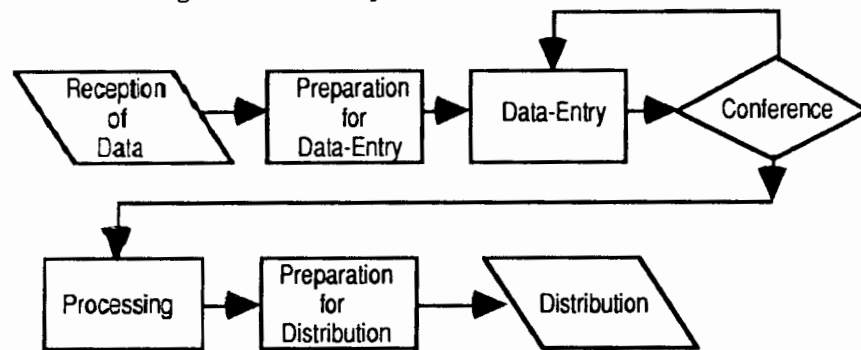 Reception
of
Data
Preparation
for
Data-Entry
Data-Entry
Conference
Processing
Preparation
for
Distribution
Distribution